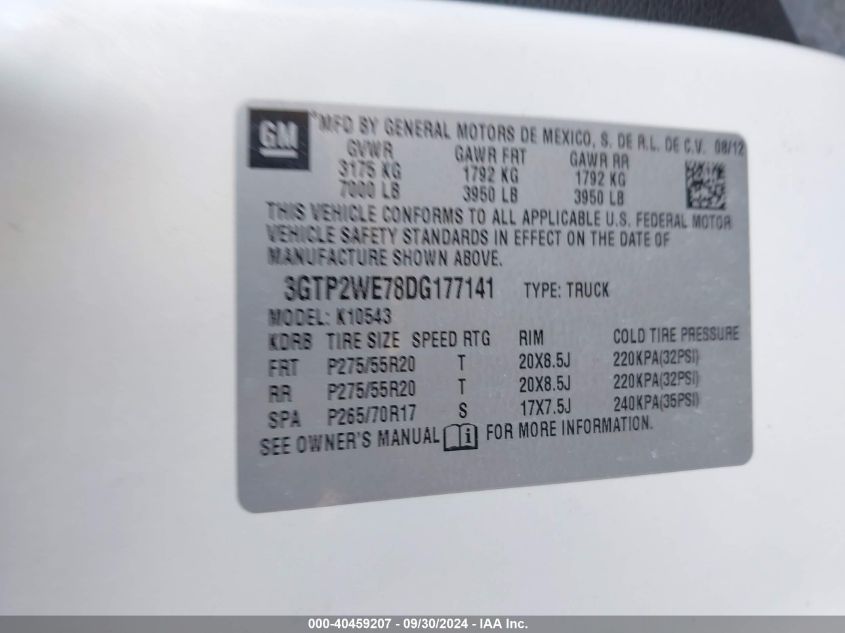 GM
*MFD BY GENERAL MOTORS DE MEXICO, S. DE R.L. DE C.V. 08/12
GVWR GAWR FRT GAWR RR
3175 KG 1792 KG 1792 KG
7000 LB 3950 LB 3950 LB
THIS VEHICLE CONFORMS TO ALL APPLICABLE U.S. FEDERAL MOTOR
VEHICLE SAFETY STANDARDS IN EFFECT ON THE DATE OF
MANUFACTURE SHOWN ABOVE.
3GTP2WE78DG177141 TYPE: TRUCK
MODEL: K10543
KDRB TIRE SIZE SPEED RTG RIM COLD TIRE PRESSURE
FRT P275/55R20 T 20X8.5J 220KPA(32PSI)
RR P275/55R20 T 20X8.5J 220KPA(32PSI)
SPA P265/70R17 S 17X7.5J 240KPA(35PSI)
SEE OWNER'S MANUAL i FOR MORE INFORMATION.
000-40459207 - 09/30/2024 - © IAA Inc.